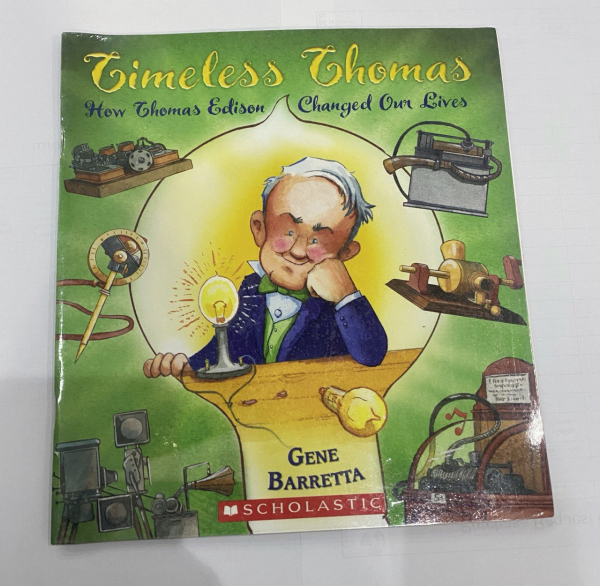 Timeless Thomas
How Thomas Edison Changed Our Lives
GENE
BARRETTA
SCHOLASTIC